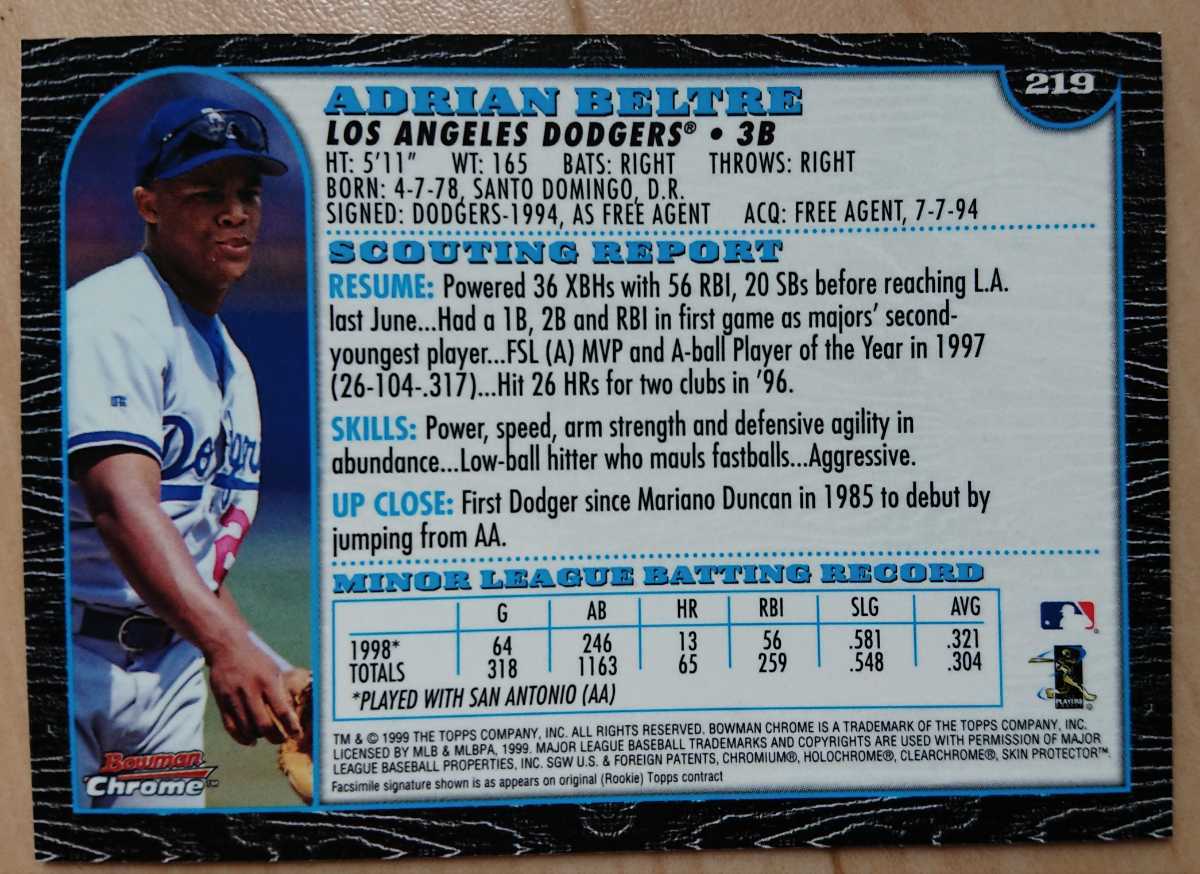 219
ADRIAN BELTRE
LOS ANGELES DODGERS® • 3B
HT: 5'11" WT: 165 BATS: RIGHT THROWS: RIGHT
BORN: 4-7-78, SANTO DOMINGO, D.R.
SIGNED: DODGERS-1994, AS FREE AGENT ACQ: FREE AGENT, 7-7-94
SCOUTING REPORT
RESUME: Powered 36 XBHs with 56 RBI, 20 SBs before reaching L.A.
last June...Had a 1B, 2B and RBI in first game as majors' second-
youngest player...FSL (A) MVP and A-ball Player of the Year in 1997
(26-104-.317)...Hit 26 HRs for two clubs in '96.
SKILLS: Power, speed, arm strength and defensive agility in
abundance...Low-ball hitter who mauls fastballs...Aggressive.
UP CLOSE: First Dodger since Mariano Duncan in 1985 to debut by
jumping from AA.
MINOR LEAGUE BATTING RECORD
G AB HR RBI SLG AVG
1998* 64 246 13 56 .581 .321
TOTALS 318 1163 65 259 .548 .304
*PLAYED WITH SAN ANTONIO (AA)
PLAYERS
TM & © 1999 THE TOPPS COMPANY, INC. ALL RIGHTS RESERVED. BOWMAN CHROME IS A TRADEMARK OF THE TOPPS COMPANY, INC.
LICENSED BY MLB & MLBPA, 1999. MAJOR LEAGUE BASEBALL TRADEMARKS AND COPYRIGHTS ARE USED WITH PERMISSION OF MAJOR
LEAGUE BASEBALL PROPERTIES, INC. SGW U.S. & FOREIGN PATENTS, CHROMIUM®, HOLOCHROME®, CLEARCHROME®, SKIN PROTECTOR™.
Facsimile signature shown is as appears on original (Rookie) Topps contract
Dodgers
Bowman
Chrome™